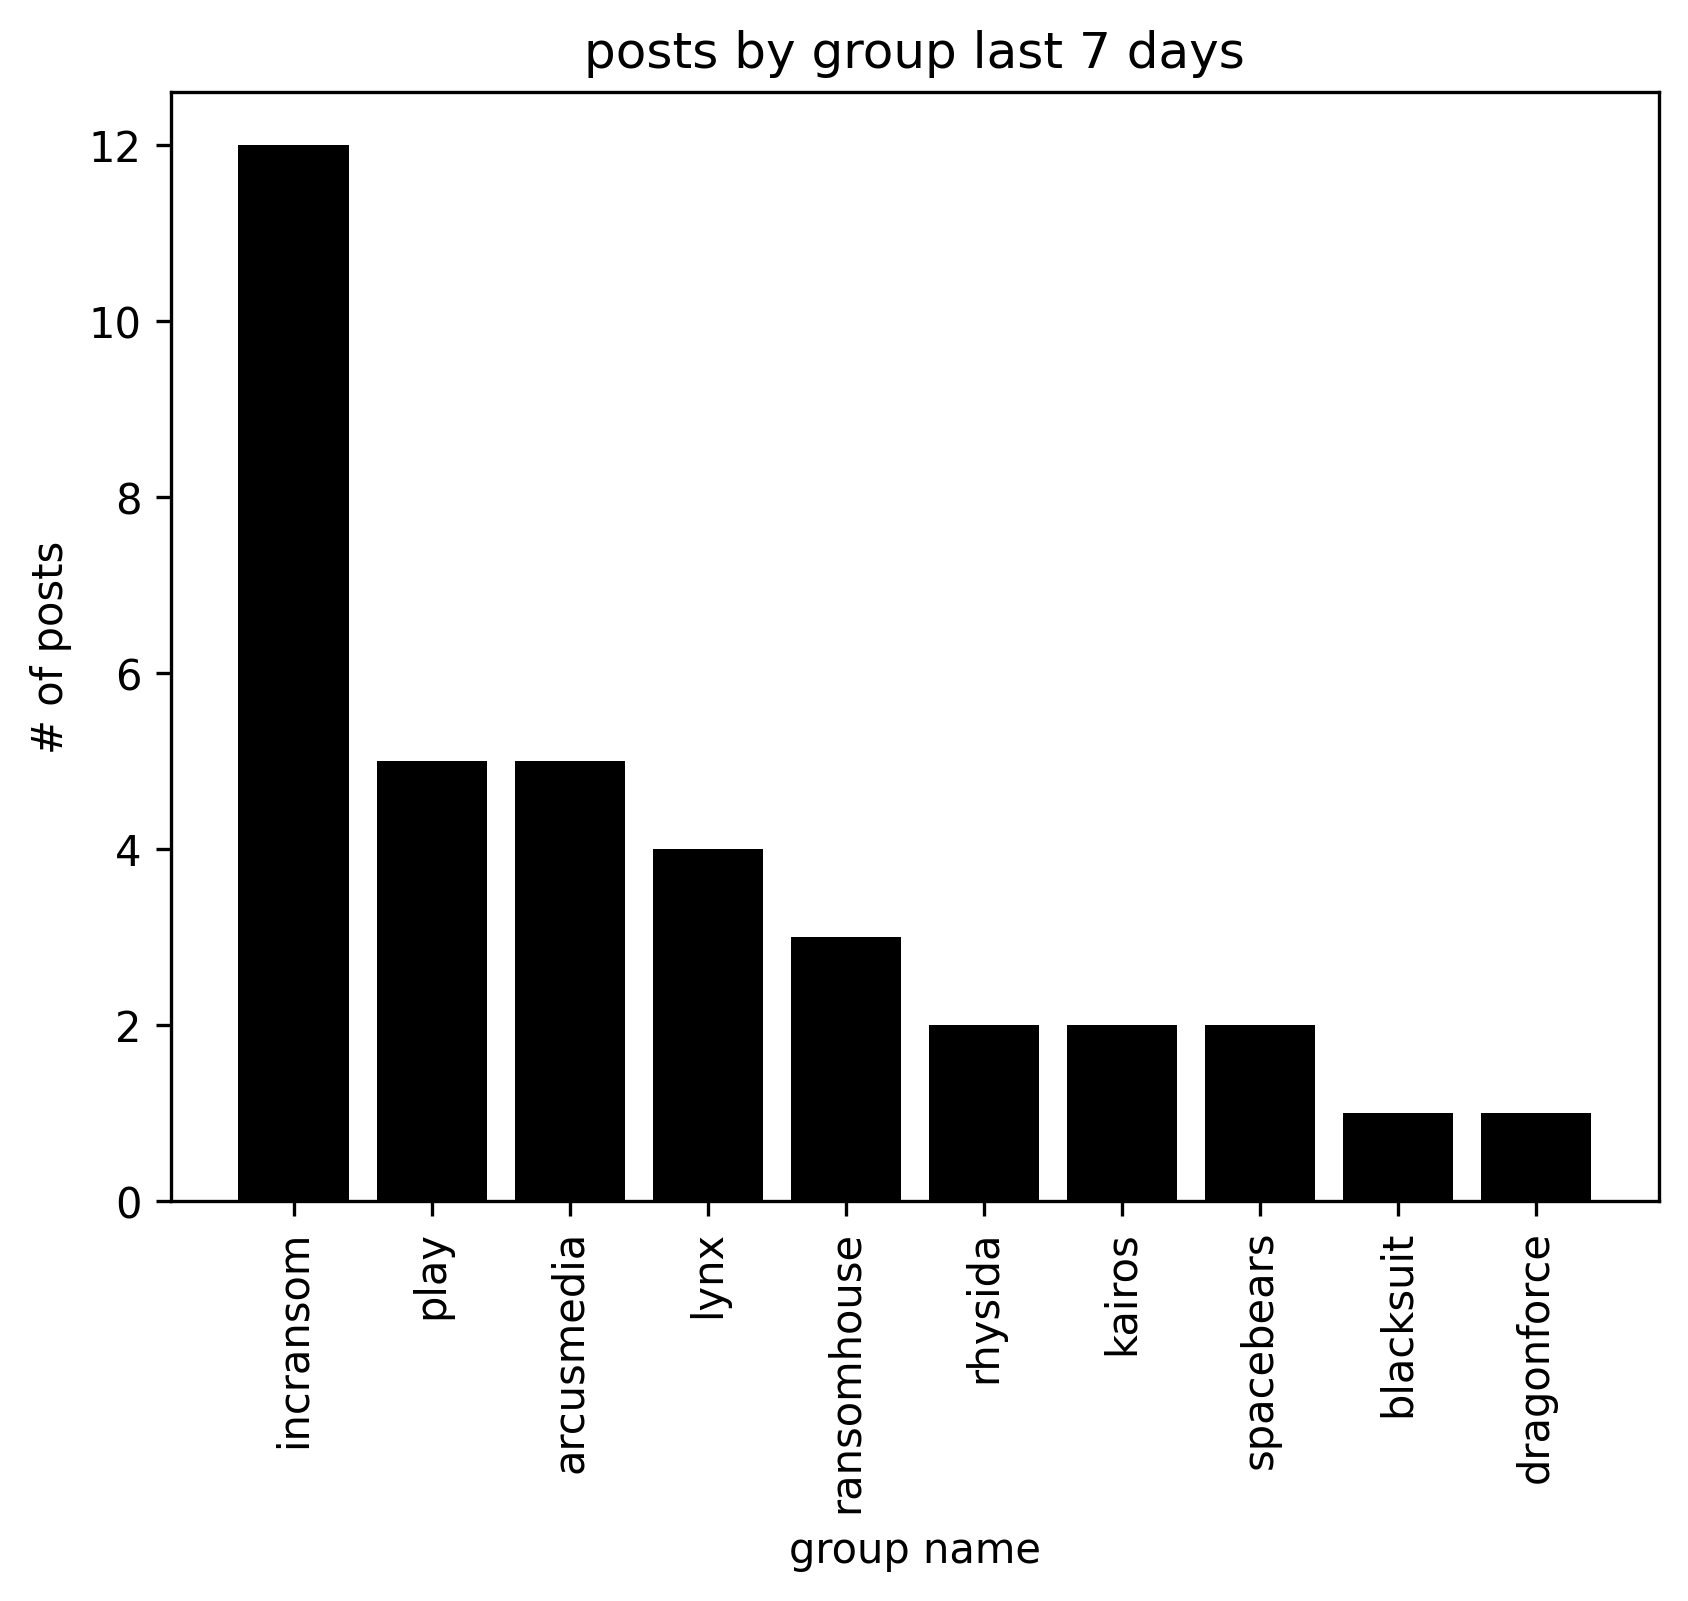 posts by group last 7 days
12
10
8
6
4
2
0
# of posts
incransom
play
arcusmedia
lynx
ransomhouse
rhysida
kairos
spacebears
blacksuit
dragonforce
group name